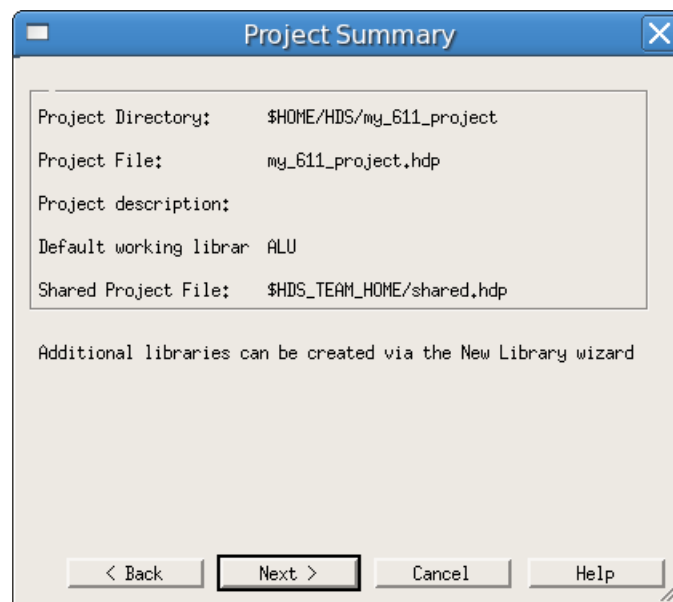 Project Summary
Project Directory: $HOME/HDS/my_611_project
Project File: my_611_project.hdp
Project description:
Default working librar ALU
Shared Project File: $HDS_TEAM_HOME/shared.hdp
Additional libraries can be created via the New Library wizard
< Back Next > Cancel Help